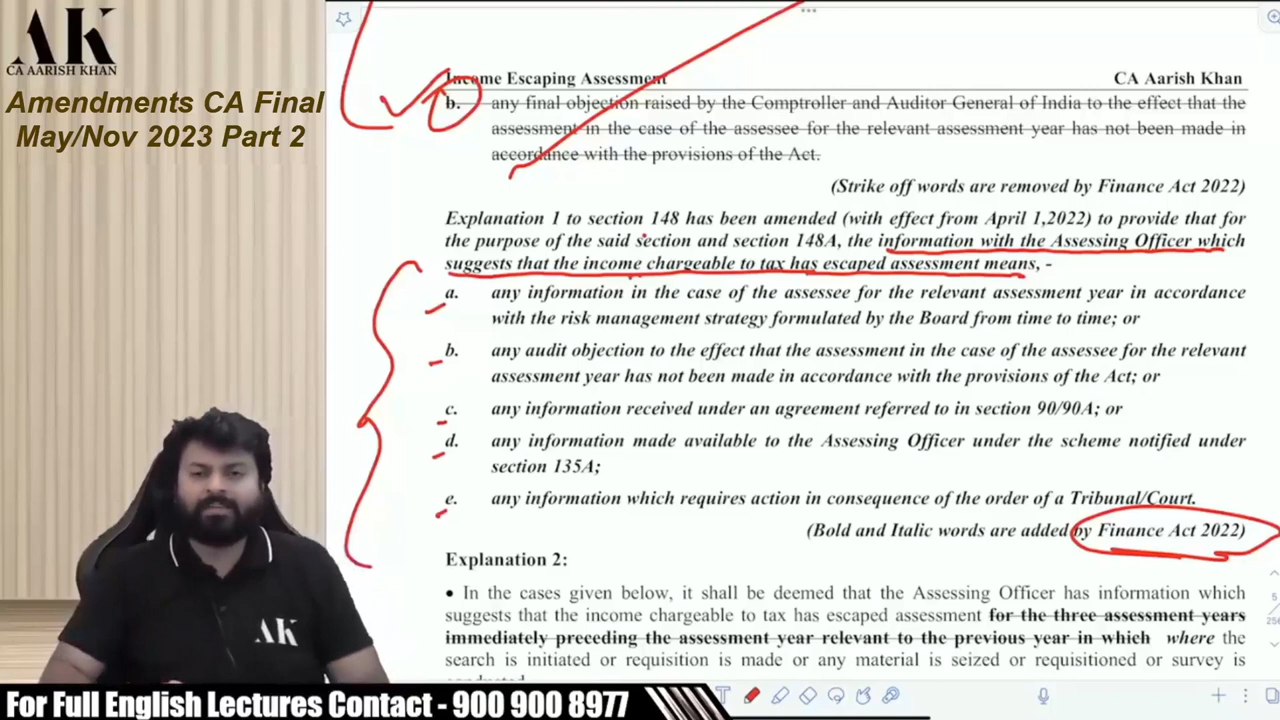 AK
CA AARISH KHAN
Amendments CA Final
May/Nov 2023 Part 2
Income Escaping Assessment
CA Aarish Khan
b. any final objection raised by the Comptroller and Auditor General of India to the effect that the
assessment in the case of the assessee for the relevant assessment year has not been made in
accordance with the provisions of the Act.
(Strike off words are removed by Finance Act 2022)
Explanation 1 to section 148 has been amended (with effect from April 1,2022) to provide that for
the purpose of the said section and section 148A, the information with the Assessing Officer which
suggests that the income chargeable to tax has escaped assessment means, -
a. any information in the case of the assessee for the relevant assessment year in accordance
with the risk management strategy formulated by the Board from time to time; or
b. any audit objection to the effect that the assessment in the case of the assessee for the relevant
assessment year has not been made in accordance with the provisions of the Act; or
c. any information received under an agreement referred to in section 90/90A; or
d. any information made available to the Assessing Officer under the scheme notified under
section 135A;
e. any information which requires action in consequence of the order of a Tribunal/Court.
(Bold and Italic words are added by Finance Act 2022)
Explanation 2:
• In the cases given below, it shall be deemed that the Assessing Officer has information which
suggests that the income chargeable to tax has escaped assessment for the three assessment years
immediately preceding the assessment year relevant to the previous year in which where the
search is initiated or requisition is made or any material is seized or requisitioned or survey is
AK
5
256
For Full English Lectures Contact - 900 900 8977